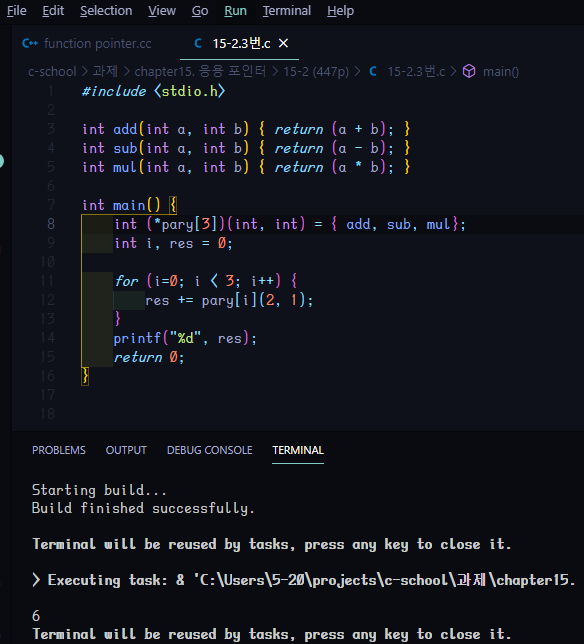 File Edit Selection View Go Run Terminal Help
function pointer.cc
C 15-2.3번.c ×
c-school > 과제 > chapter15. 응용 포인터 > 15-2 (447p) > C 15-2.3번.c > main()
1 #include <stdio.h>
2
3 int add(int a, int b) { return (a + b); }
4 int sub(int a, int b) { return (a - b); }
5 int mul(int a, int b) { return (a * b); }
6
7 int main() {
8 int (*pary[3])(int, int) = { add, sub, mul};
9 int i, res = 0;
10
11 for (i=0; i < 3; i++) {
12 res += pary[i](2, 1);
13 }
14 printf("%d", res);
15 return 0;
16 }
17
18
PROBLEMS OUTPUT DEBUG CONSOLE TERMINAL
Starting build...
Build finished successfully.
Terminal will be reused by tasks, press any key to close it.
> Executing task: & 'C:\Users\5-20\projects\c-school\과제\chapter15.
6
Terminal will be reused by tasks, press any key to close it.